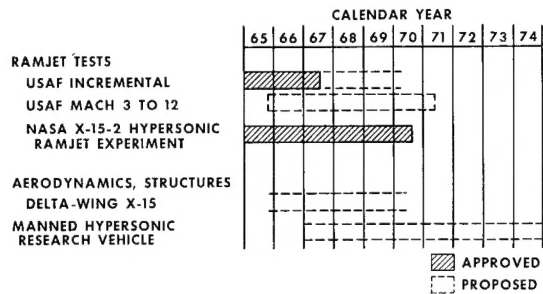 CALENDAR YEAR
65 66 67 68 69 70 71 72 73 74
RAMJET TESTS
USAF INCREMENTAL
USAF MACH 3 TO 12
NASA X-15-2 HYPERSONIC
RAMJET EXPERIMENT
AERODYNAMICS, STRUCTURES
DELTA-WING X-15
MANNED HYPERSONIC
RESEARCH VEHICLE
APPROVED
PROPOSED